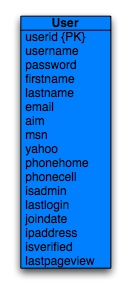 User
userid {PK}
username
password
firstname
lastname
email
aim
msn
yahoo
phonehome
phonecell
isadmin
lastlogin
joindate
ipaddress
isverified
lastpageview